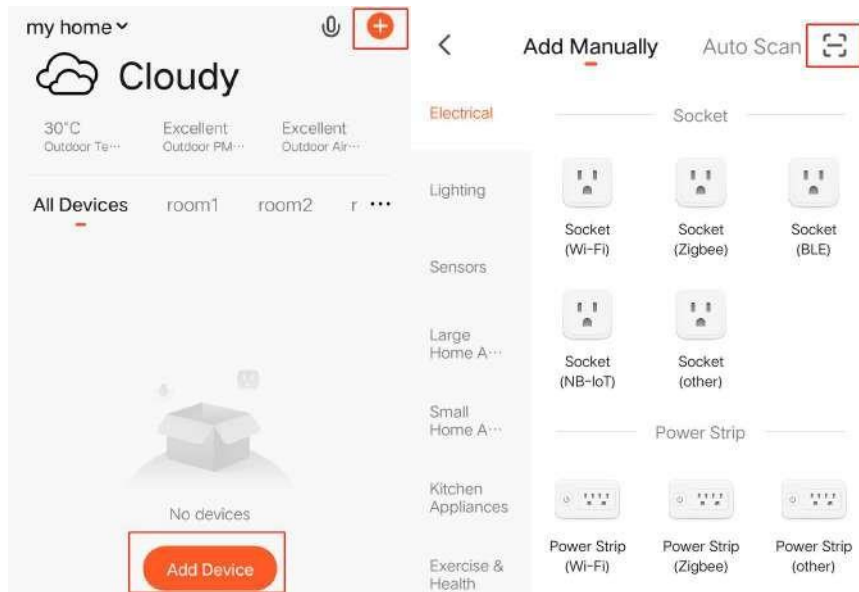 my home
Cloudy
30°C
Outdoor Te···
Excellent
Outdoor PM···
Excellent
Outdoor Air···
All Devices
room1
room2
r ···
No devices
Add Device
Add Manually
Auto Scan
Electrical
Lighting
Sensors
Large
Home A···
Small
Home A···
Kitchen
Appliances
Exercise &
Health
Socket
Socket
(Wi-Fi)
Socket
(Zigbee)
Socket
(BLE)
Socket
(NB-IoT)
Socket
(other)
Power Strip
Power Strip
(Wi-Fi)
Power Strip
(Zigbee)
Power Strip
(other)